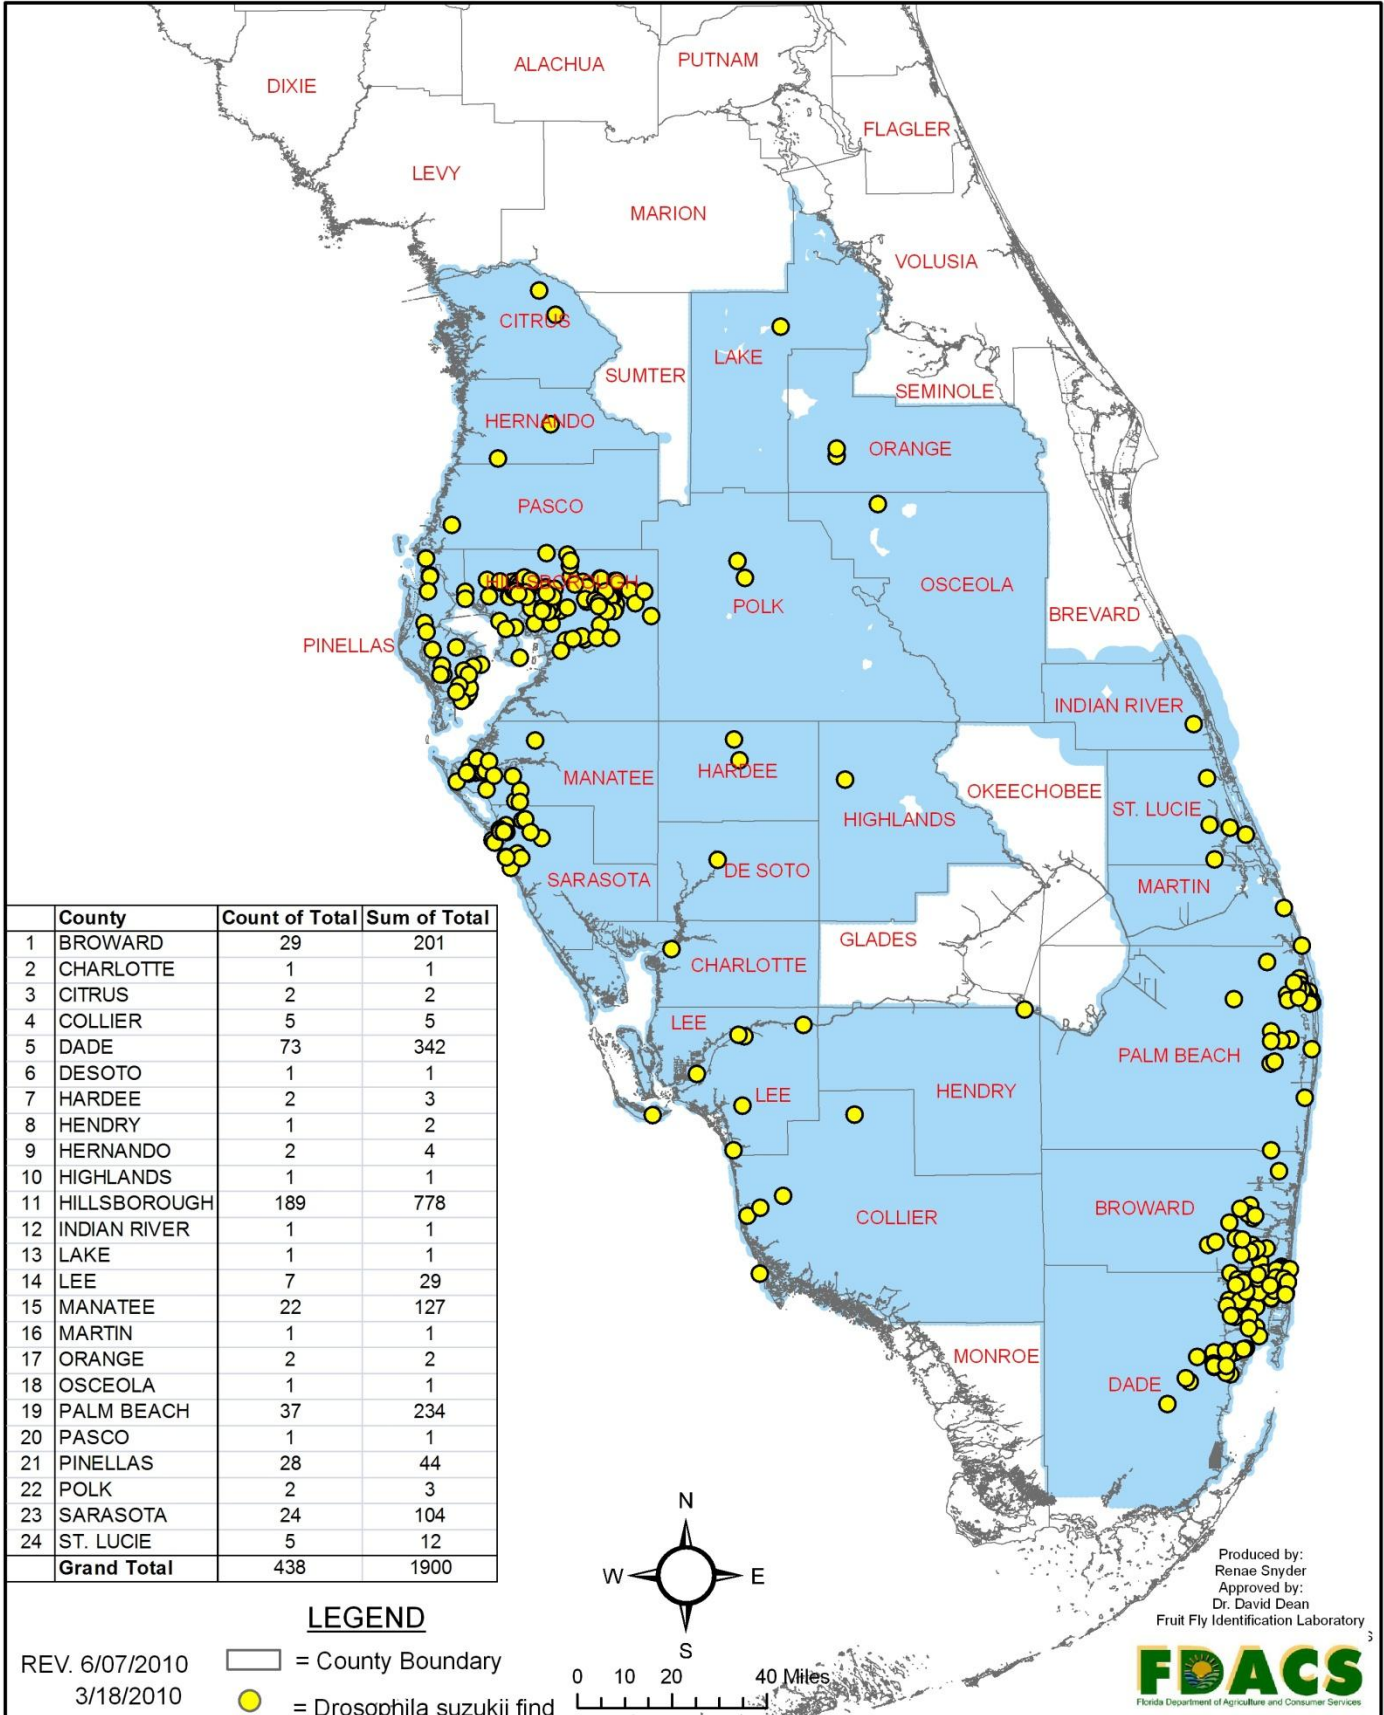 DIXIE
ALACHUA
PUTNAM
FLAGLER
LEVY
MARION
VOLUSIA
CITRUS
LAKE
SUMTER
SEMINOLE
HERNANDO
ORANGE
PASCO
HILLSBOROUGH
OSCEOLA
POLK
BREVARD
PINELLAS
INDIAN RIVER
MANATEE
HARDEE
OKEECHOBEE
HIGHLANDS
ST. LUCIE
SARASOTA
DE SOTO
MARTIN
GLADES
CHARLOTTE
LEE
PALM BEACH
LEE
HENDRY
COLLIER
BROWARD
MONROE
DADE
County Count of Total Sum of Total
1 BROWARD 29 201
2 CHARLOTTE 1 1
3 CITRUS 2 2
4 COLLIER 5 5
5 DADE 73 342
6 DESOTO 1 1
7 HARDEE 2 3
8 HENDRY 1 2
9 HERNANDO 2 4
10 HIGHLANDS 1 1
11 HILLSBOROUGH 189 778
12 INDIAN RIVER 1 1
13 LAKE 1 1
14 LEE 7 29
15 MANATEE 22 127
16 MARTIN 1 1
17 ORANGE 2 2
18 OSCEOLA 1 1
19 PALM BEACH 37 234
20 PASCO 1 1
21 PINELLAS 28 44
22 POLK 2 3
23 SARASOTA 24 104
24 ST. LUCIE 5 12
Grand Total 438 1900
LEGEND
= County Boundary
= Drosophila suzukii find
REV. 6/07/2010
3/18/2010
N
W E
S
0 10 20 40 Miles
Produced by:
Renae Snyder
Approved by:
Dr. David Dean
Fruit Fly Identification Laboratory
s
FDACS
Florida Department of Agriculture and Consumer Services